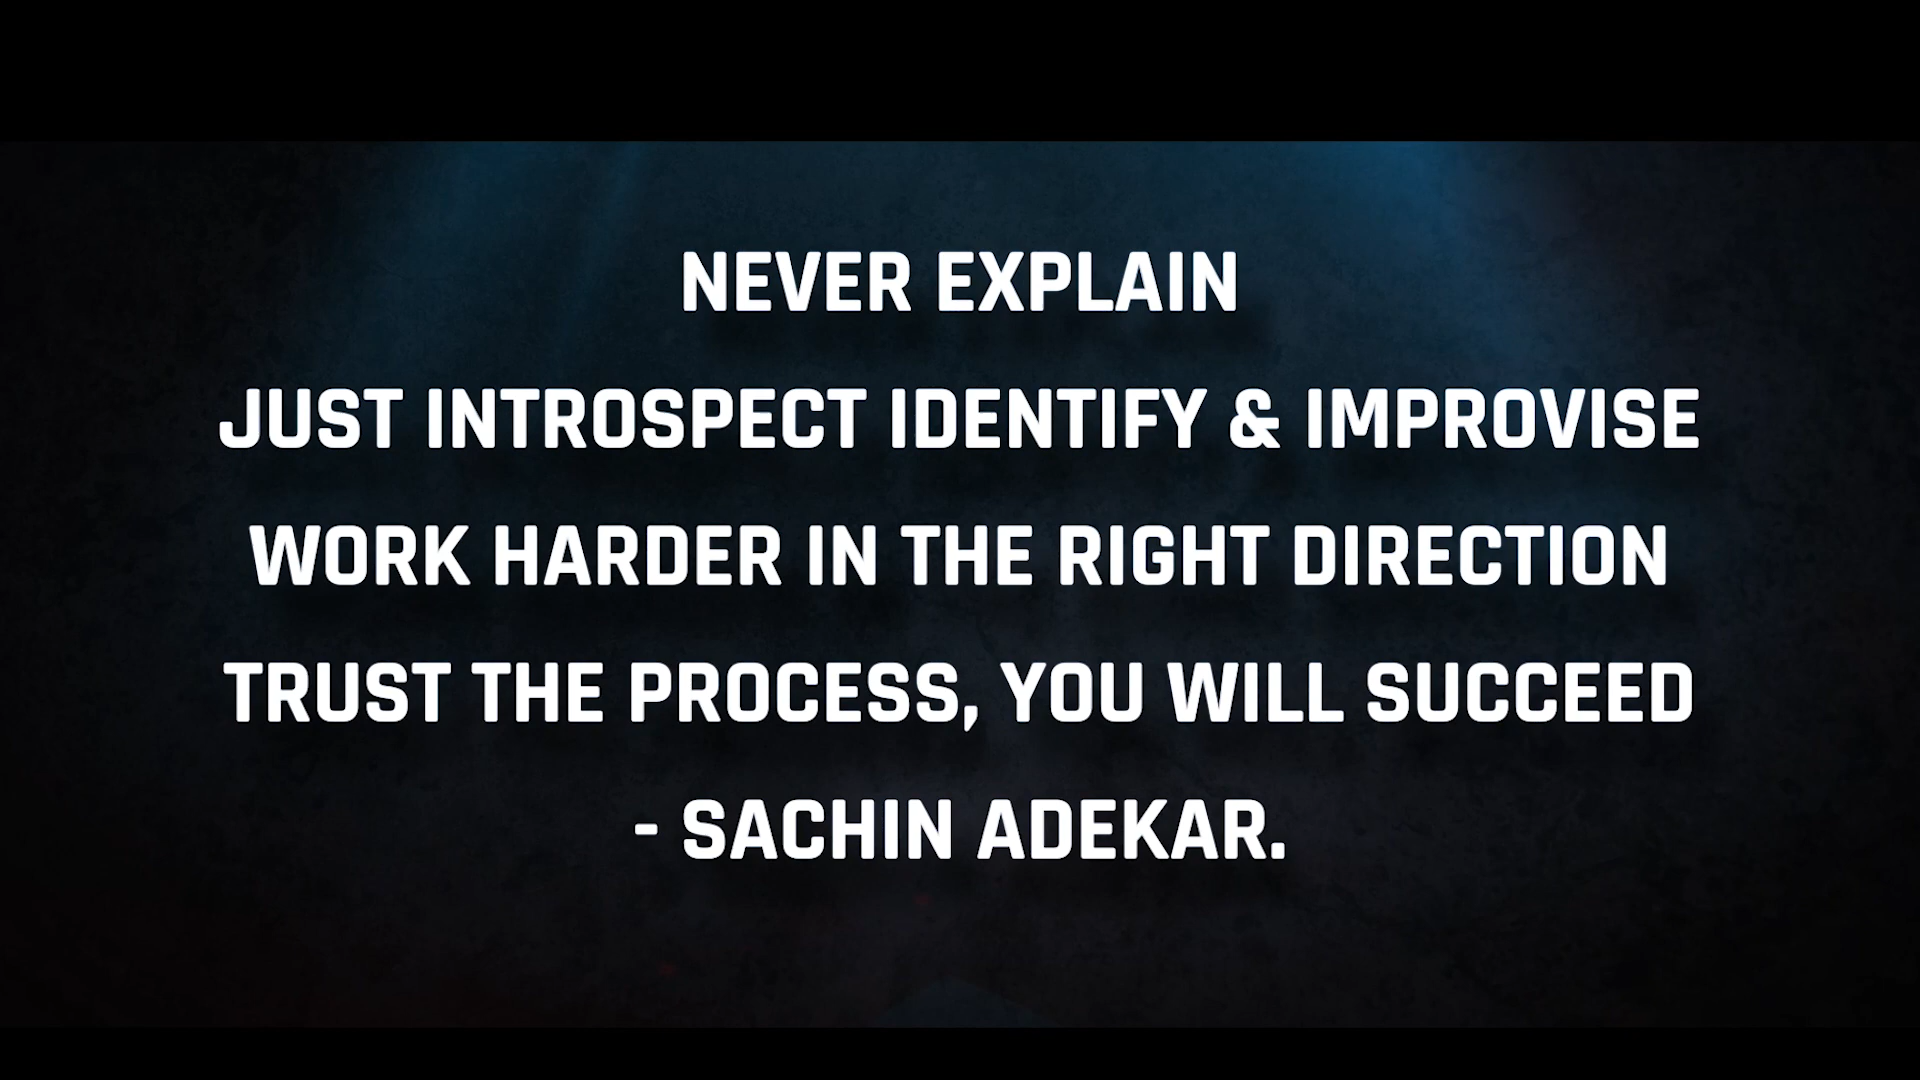 NEVER EXPLAIN
JUST INTROSPECT IDENTIFY & IMPROVISE
WORK HARDER IN THE RIGHT DIRECTION
TRUST THE PROCESS, YOU WILL SUCCEED
- SACHIN ADEKAR.